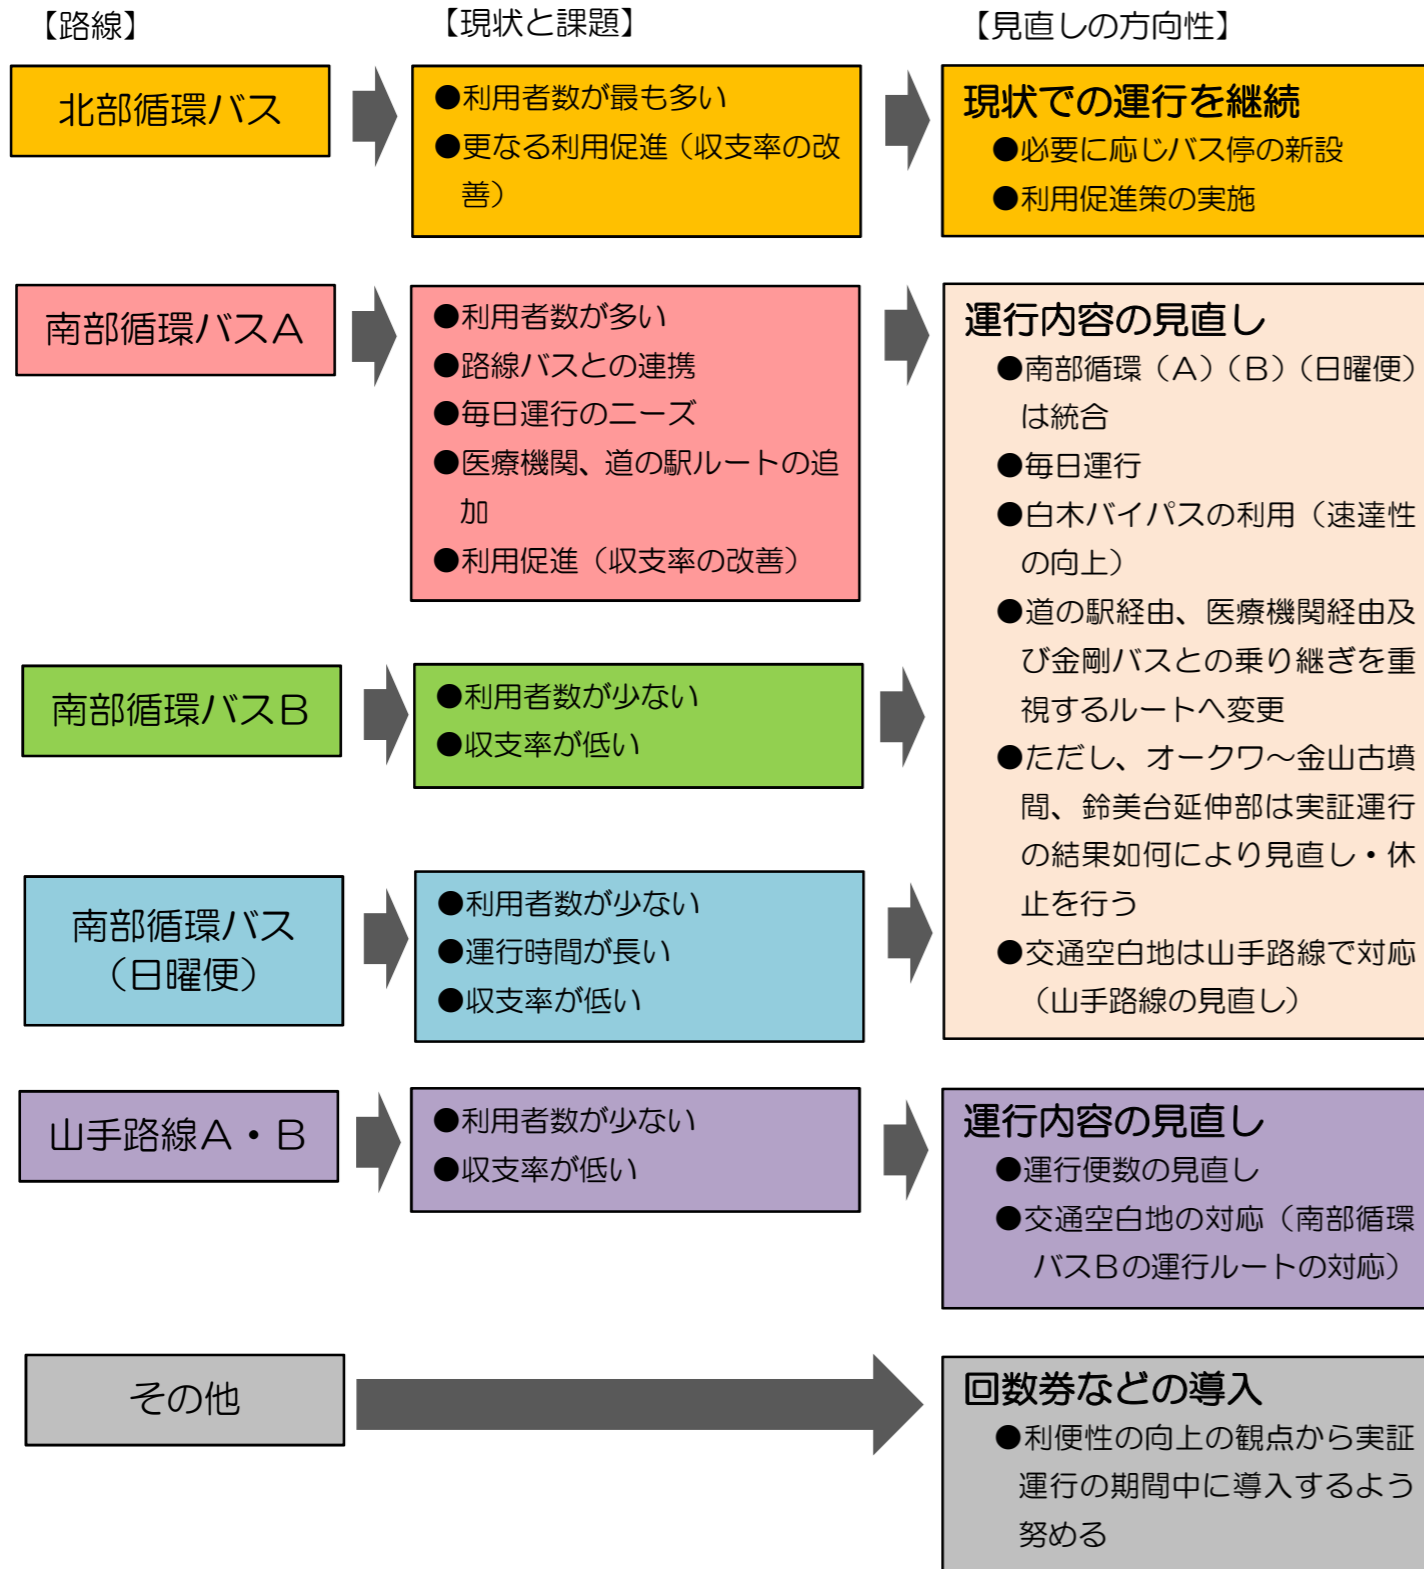 【路線】
【現状と課題】
【見直しの方向性】
北部循環バス
●利用者数が最も多い
●更なる利用促進（収支率の改
善）
現状での運行を継続
●必要に応じバス停の新設
●利用促進策の実施
南部循環バスA
●利用者数が多い
●路線バスとの連携
●毎日運行のニーズ
●医療機関、道の駅ルートの追
加
●利用促進（収支率の改善）
南部循環バスB
●利用者数が少ない
●収支率が低い
南部循環バス
（日曜便）
●利用者数が少ない
●運行時間が長い
●収支率が低い
運行内容の見直し
●南部循環（A）（B）（日曜便）
は統合
●毎日運行
●白木バイパスの利用（速達性
の向上）
●道の駅経由、医療機関経由及
び金剛バスとの乗り継ぎを重
視するルートへ変更
●ただし、オークワ～金山古墳
間、鈴美台延伸部は実証運行
の結果如何により見直し・休
止を行う
●交通空白地は山手路線で対応
（山手路線の見直し）
山手路線A・B
●利用者数が少ない
●収支率が低い
運行内容の見直し
●運行便数の見直し
●交通空白地の対応（南部循環
バスBの運行ルートの対応）
その他
回数券などの導入
●利便性の向上の観点から実証
運行の期間中に導入するよう
努める